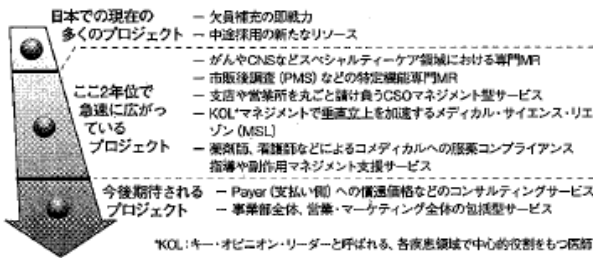 日本での現在の
多くのプロジェクト
― 欠員補充の即戦力
― 中途採用の新たなリソース
ここ2年位で
急速に広がっ
ている
プロジェクト
― がんやCNSなどスペシャルティーケア領域における専門MR
― 市販後調査(PMS)などの特定機能専門MR
― 支店や営業所を丸ごと請け負うCSOマネジメント型サービス
― KOL*マネジメントで垂直立上を加速するメディカル・サイエンス・リエ
ゾン(MSL)
― 薬剤師、看護師などによるコメディカルへの服薬コンプライアンス
指導や副作用マネジメント支援サービス
今後期待される
プロジェクト
― Payer(支払い側)への償還価格などのコンサルティングサービス
― 事業部全体、営業・マーケティング全体の包括型サービス
*KOL:キー・オピニオン・リーダーと呼ばれる、各疾患領域で中心的役割をもつ医師